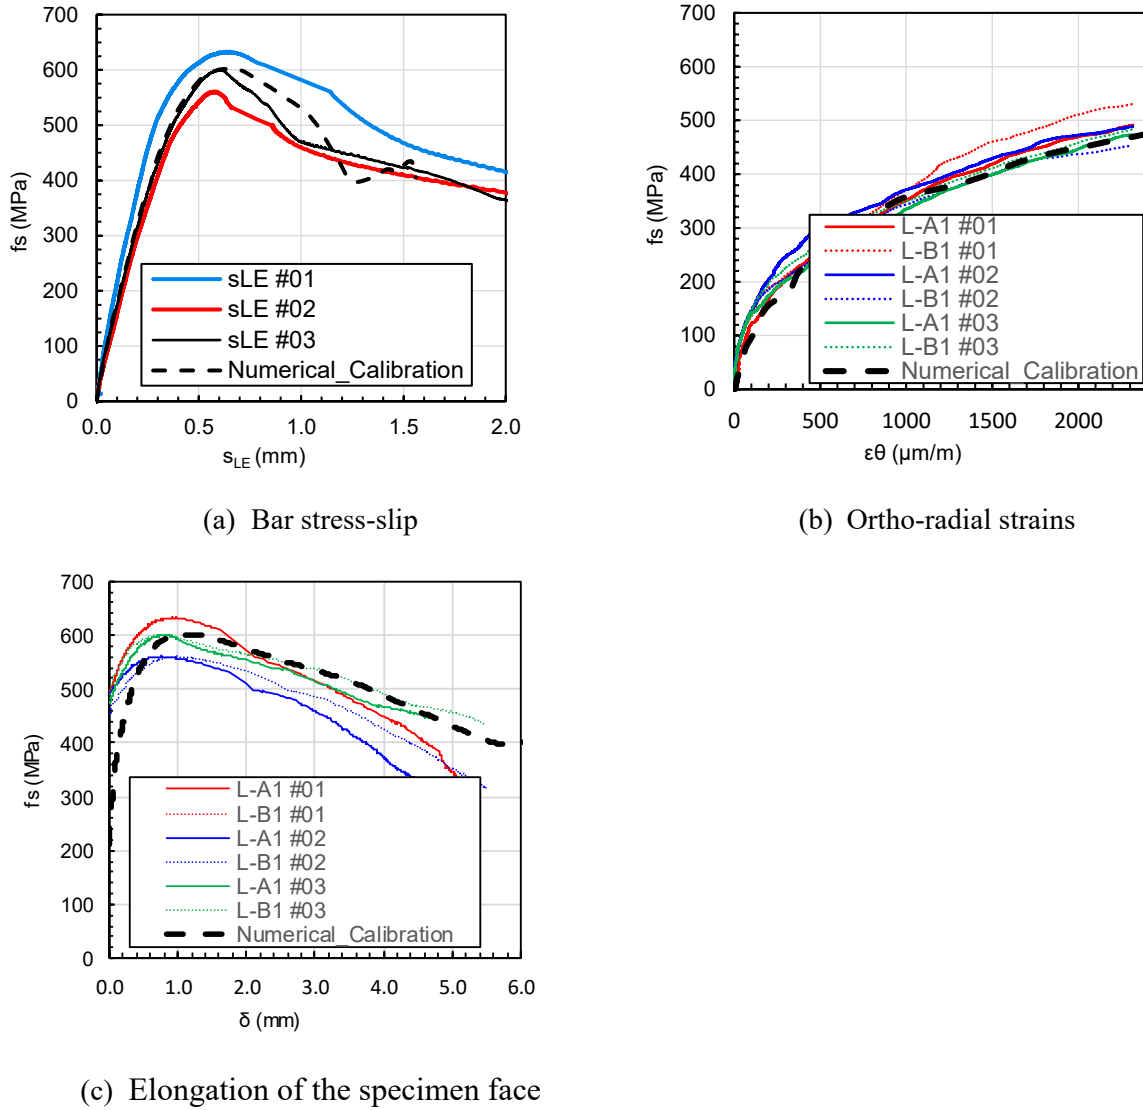 700
600
500
400
300
200
100
0
fs (MPa)
sLE #01
sLE #02
sLE #03
Numerical_Calibration
0.0 0.5 1.0 1.5 2.0
sLE (mm)
(a) Bar stress-slip
700
600
500
400
300
200
100
0
fs (MPa)
L-A1 #01
L-B1 #01
L-A1 #02
L-B1 #02
L-A1 #03
L-B1 #03
Numerical_Calibration
0 500 1000 1500 2000
εθ (μm/m)
(b) Ortho-radial strains
700
600
500
400
300
200
100
0
fs (MPa)
L-A1 #01
L-B1 #01
L-A1 #02
L-B1 #02
L-A1 #03
L-B1 #03
Numerical_Calibration
0.0 1.0 2.0 3.0 4.0 5.0 6.0
δ (mm)
(c) Elongation of the specimen face